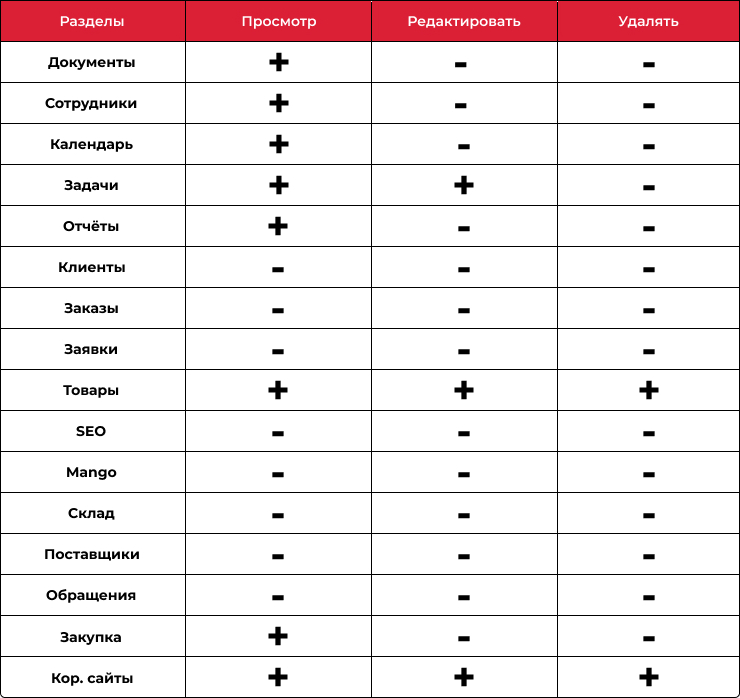 Разделы Просмотр Редактировать Удалять
Документы + - -
Сотрудники + - -
Календарь + - -
Задачи + + -
Отчёты + - -
Клиенты - - -
Заказы - - -
Заявки - - -
Товары + + +
SEO - - -
Mango - - -
Склад - - -
Поставщики - - -
Обращения - - -
Закупка + - -
Кор. сайты + + +